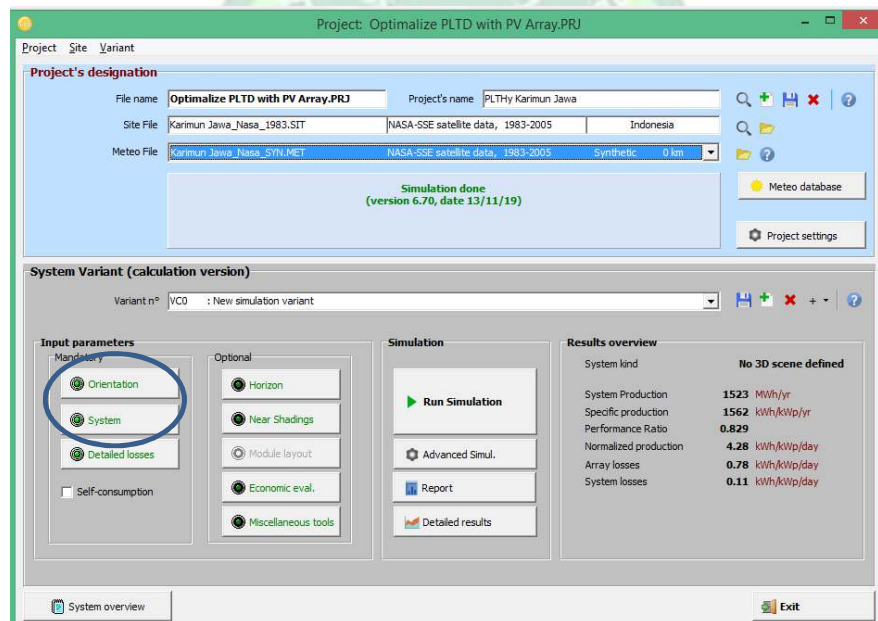 Project: Optimalize PLTD with PV Array.PRJ
Project Site Variant
Project's designation
File name Optimalize PLTD with PV Array.PRJ Project's name PLTHy Karimun Jawa
Site File Karimun Jawa_Nasa_1983.SIT NASA-SSE satellite data, 1983-2005 Indonesia
Meteo File Karimun Jawa_Nasa_SYN.MET NASA-SSE satellite data, 1983-2005 Synthetic 0 km
Simulation done
(version 6.70, date 13/11/19)
Meteo database
Project settings
System Variant (calculation version)
Variant n° VC0 : New simulation variant
Input parameters
Mandatory
Orientation
System
Detailed losses
Self-consumption
Optional
Horizon
Near Shadings
Module layout
Economic eval.
Miscellaneous tools
Simulation
Run Simulation
Advanced Simul.
Report
Detailed results
Results overview
System kind No 3D scene defined
System Production 1523 MWh/yr
Specific production 1562 kWh/kWp/yr
Performance Ratio 0.829
Normalized production 4.28 kWh/kWp/day
Array losses 0.78 kWh/kWp/day
System losses 0.11 kWh/kWp/day
System overview
Exit